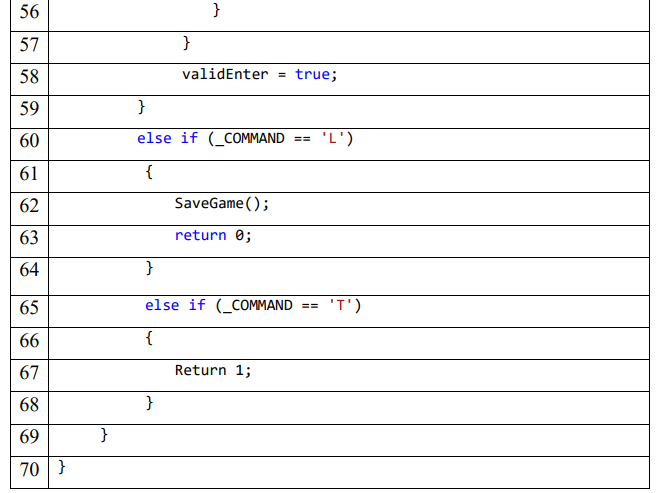 56 }
57 }
58 validEnter = true;
59 }
60 else if (_COMMAND == 'L')
61 {
62 SaveGame();
63 return 0;
64 }
65 else if (_COMMAND == 'T')
66 {
67 Return 1;
68 }
69 }
70 }